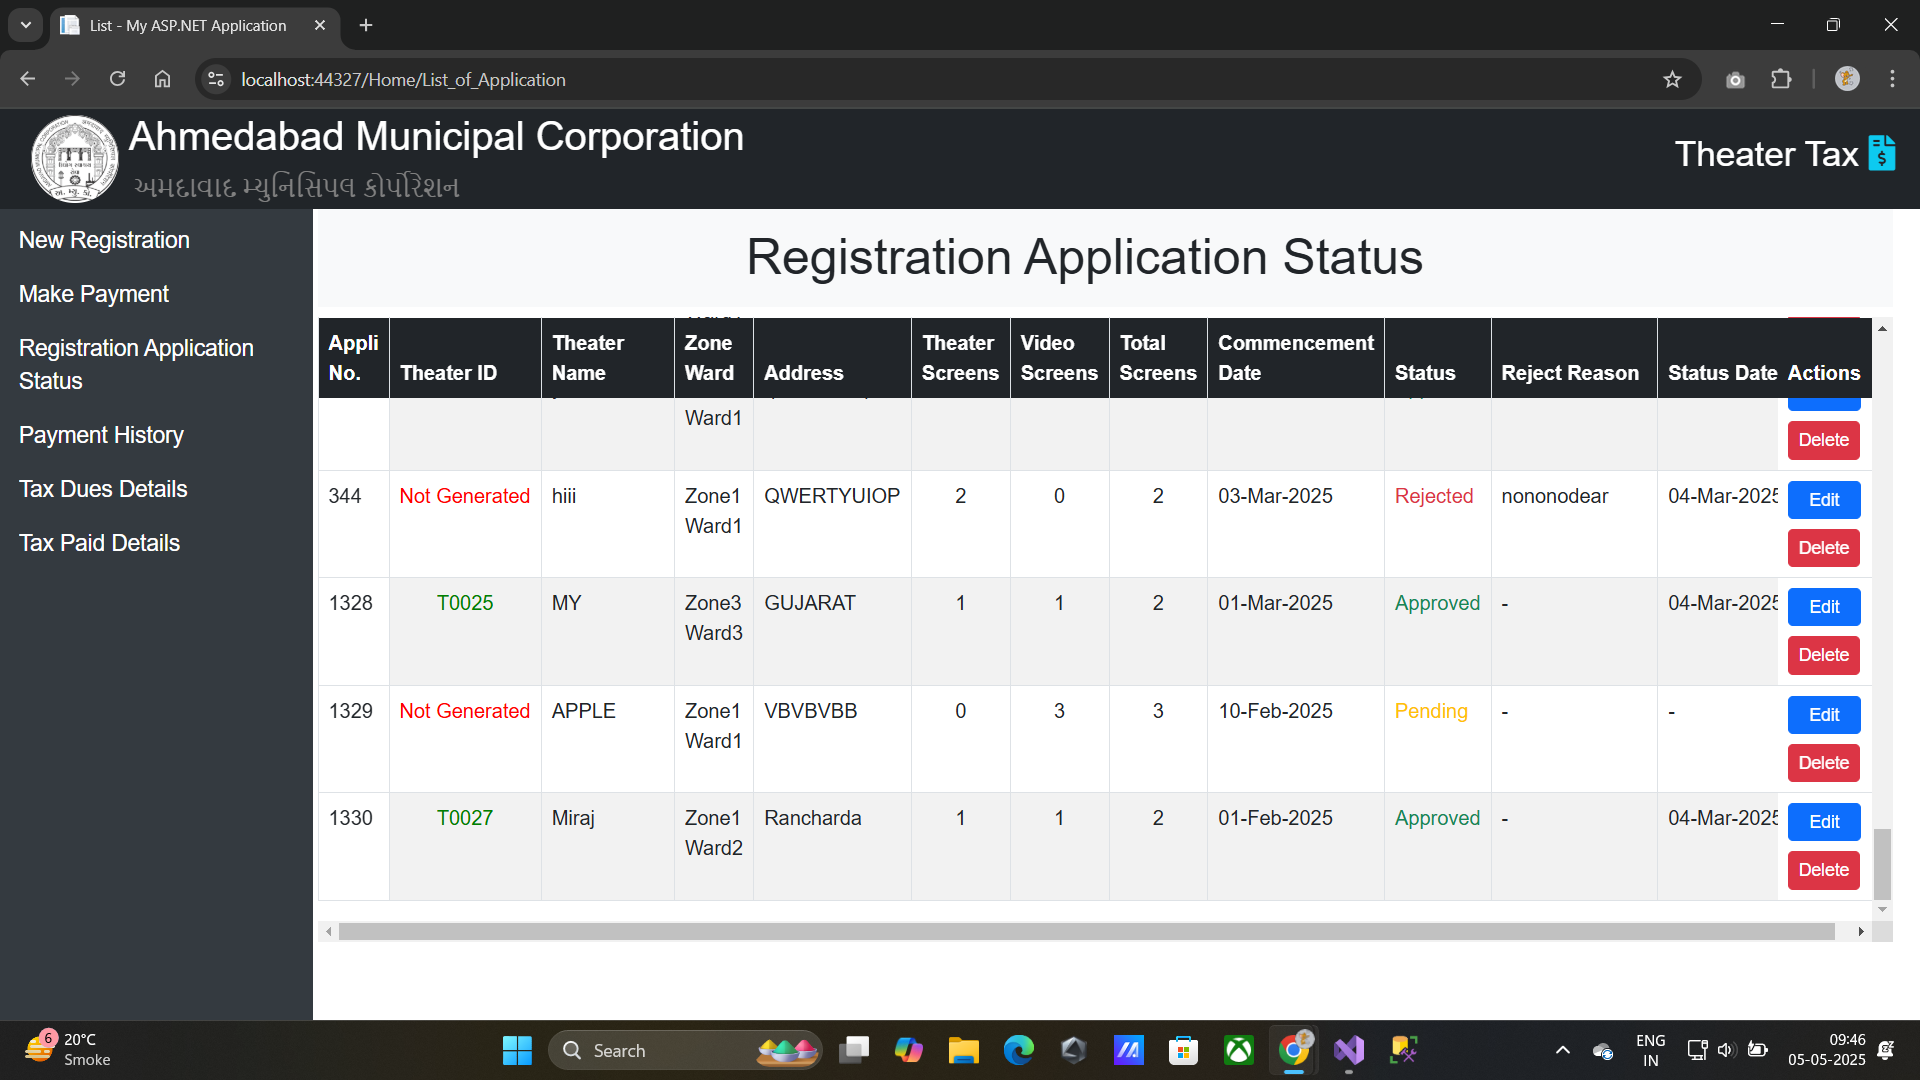 List - My ASP.NET Application
localhost:44327/Home/List_of_Application
Ahmedabad Municipal Corporation
અમદાવાદ મ્યુનિસિપલ કોર્પોરેશન
Theater Tax
New Registration
Make Payment
Registration Application
Status
Payment History
Tax Dues Details
Tax Paid Details
Registration Application Status
Appli No. Theater ID Theater Name Zone Ward Address Theater Screens Video Screens Total Screens Commencement Date Status Reject Reason Status Date Actions
Ward1 Delete
344 Not Generated hiii Zone1 QWERTYUIOP 2 0 2 03-Mar-2025 Rejected nononodear 04-Mar-2025 Edit
Ward1 Delete
1328 T0025 MY Zone3 GUJARAT 1 1 2 01-Mar-2025 Approved - 04-Mar-2025 Edit
Ward3 Delete
1329 Not Generated APPLE Zone1 VBVBVBB 0 3 3 10-Feb-2025 Pending - - Edit
Ward1 Delete
1330 T0027 Miraj Zone1 Rancharda 1 1 2 01-Feb-2025 Approved - 04-Mar-2025 Edit
Ward2 Delete
6 20°C
Smoke
Search
ENG
IN
09:46
05-05-2025